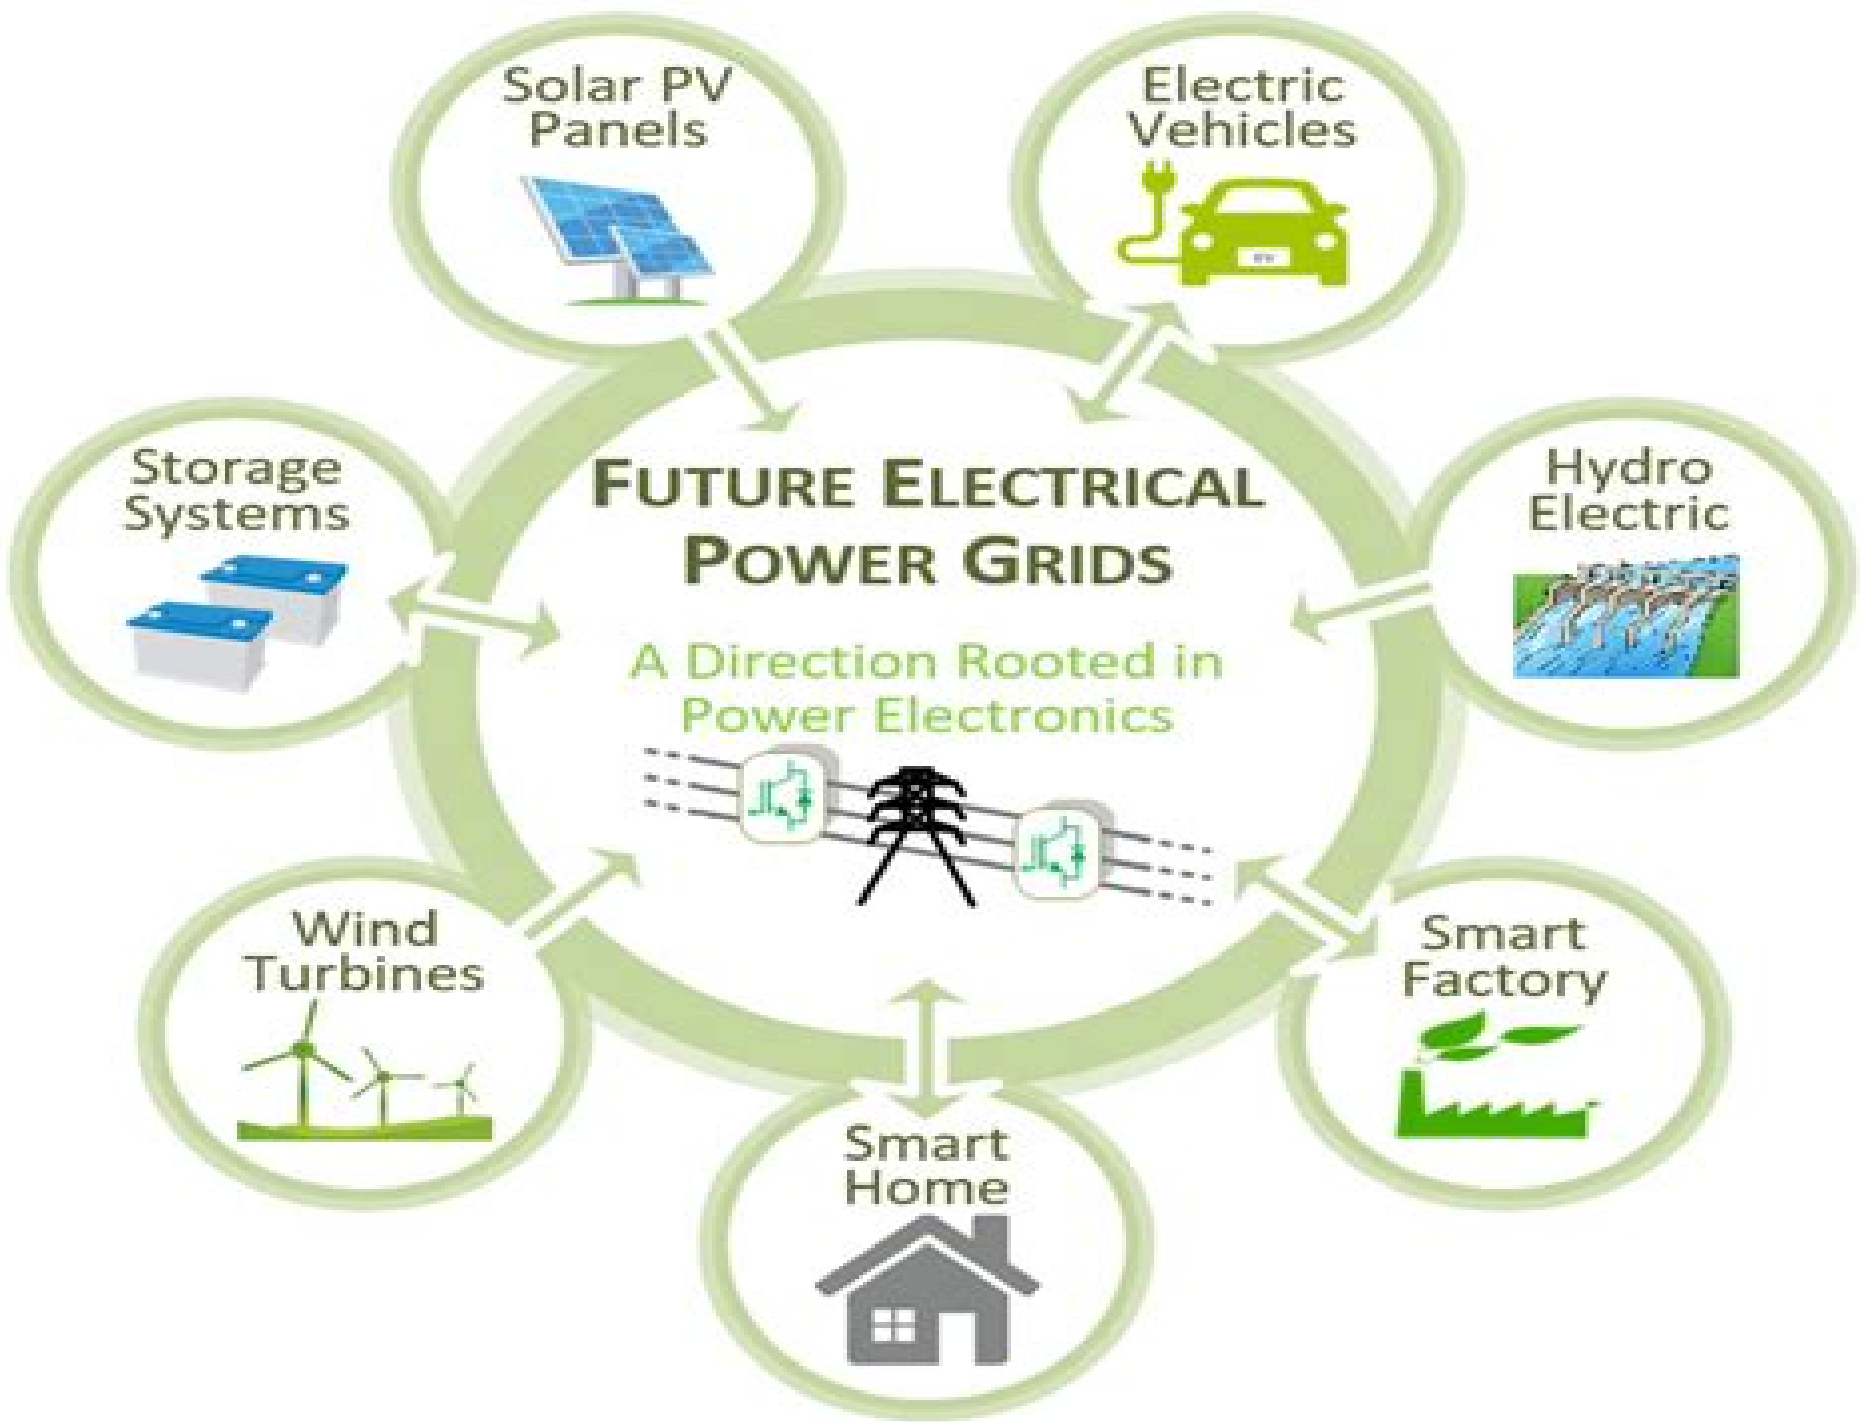 Solar PV
Panels
Electric
Vehicles
Storage
Systems
FUTURE ELECTRICAL
POWER GRIDS
A Direction Rooted in
Power Electronics
Hydro
Electric
Wind
Turbines
Smart
Factory
Smart
Home